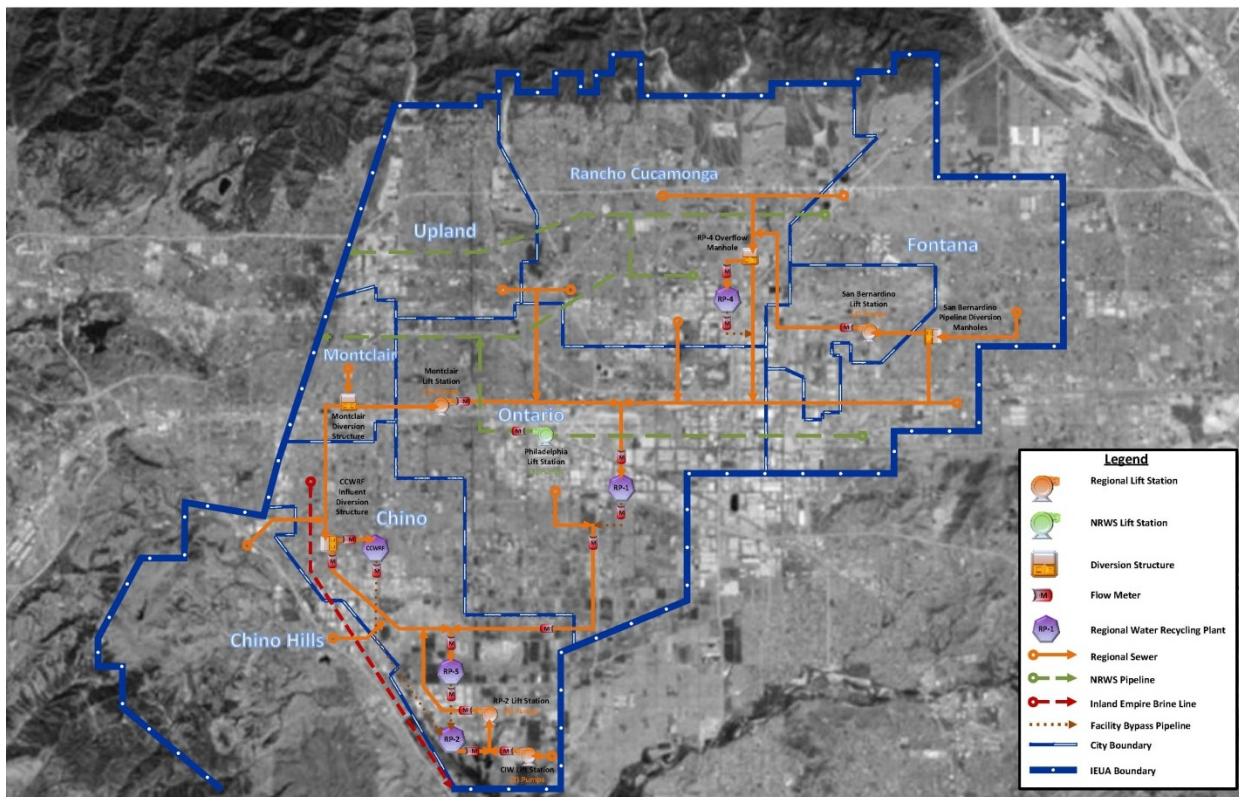 Rancho Cucamonga
Upland
RP-4 Overflow
Manhole
Fontana
RP-4
San Bernardino
Lift Station
San Bernardino
Pipeline Diversion
Manholes
Montclair
Montclair
Lift Station
M
Montclair
Diversion
Structure
Ontario
Philadelphia
Lift Station
RP-1
CCWRF
Influent
Diversion
Structure
Chino
CCWRF
Chino Hills
RP-5
RP-2 Lift Station
RP-2
CIW Lift Station
(2) Pumps
Legend
Regional Lift Station
NRWS Lift Station
Diversion Structure
M
Flow Meter
RP-1
Regional Water Recycling Plant
Regional Sewer
NRWS Pipeline
Inland Empire Brine Line
Facility Bypass Pipeline
City Boundary
IEUA Boundary